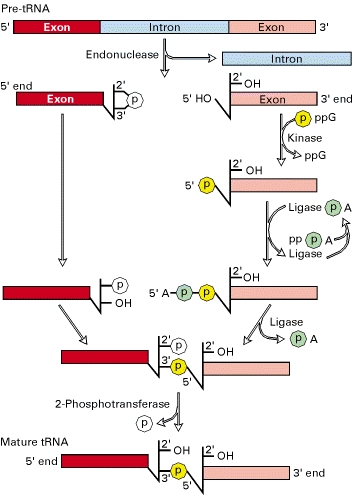 Pre-tRNA
5' Exon Intron Exon 3'
Endonuclease
Intron
5' end
Exon
2'
p
3'
2'
OH
5' HO Exon 3' end
p ppG
Kinase
ppG
2'
OH
5' p
Ligase p A
pp p A
Ligase
p
OH
2'
OH
5' A p p
Ligase
p A
2'
p
3' p
5'
2'
OH
2-Phosphotransferase
p
Mature tRNA
5' end
2'
OH
3' p
5'
2'
OH
3' end